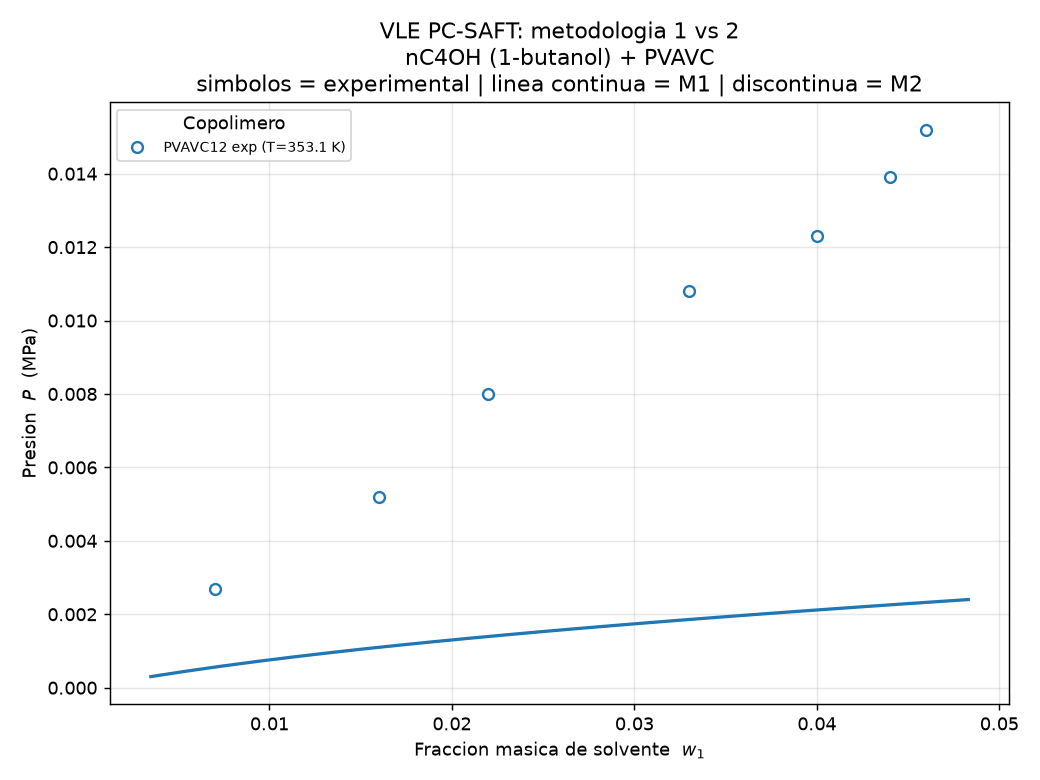 VLE PC-SAFT: metodologia 1 vs 2
nC4OH (1-butanol) + PVAVC
simbolos = experimental | linea continua = M1 | discontinua = M2
Copolimero
PVAVC12 exp (T=353.1 K)
0.014
0.012
0.010
0.008
0.006
0.004
0.002
0.000
Presion P (MPa)
0.01 0.02 0.03 0.04 0.05
Fraccion masica de solvente w₁